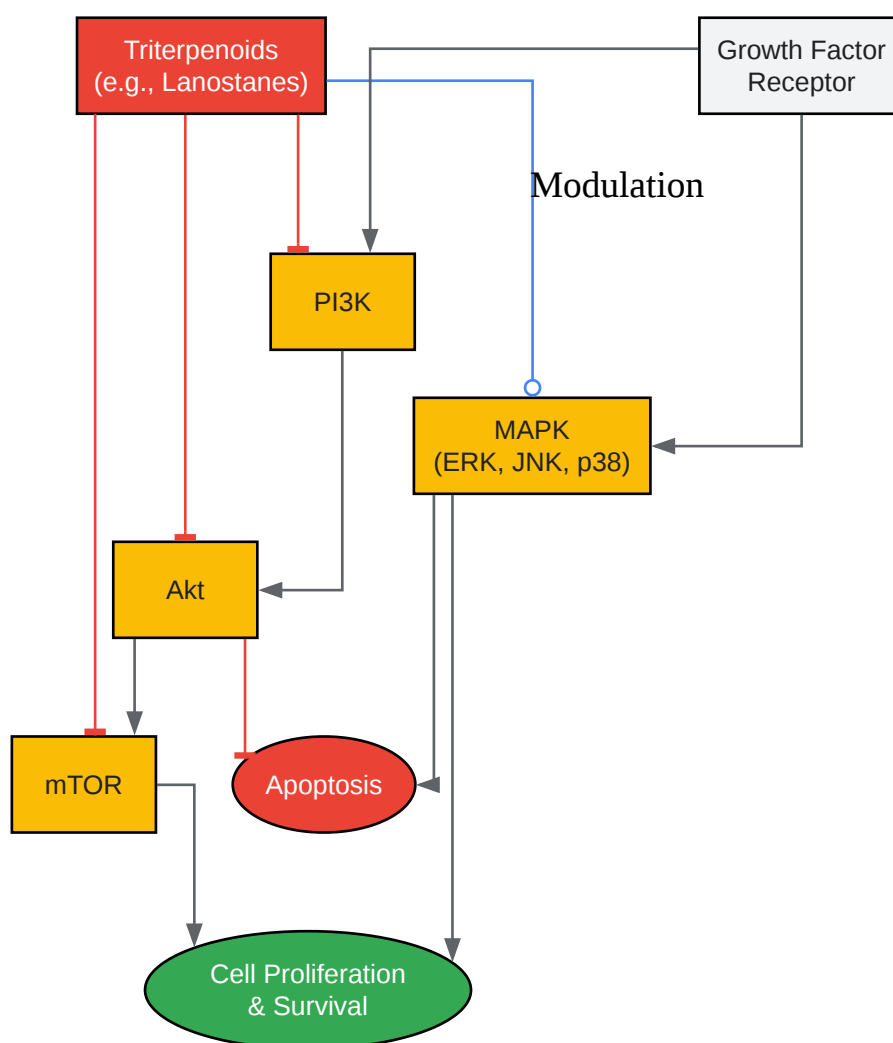 Triterpenoids
(e.g., Lanostanes)
Growth Factor
Receptor
Modulation
PI3K
MAPK
(ERK, JNK, p38)
Akt
mTOR
Apoptosis
Cell Proliferation
& Survival